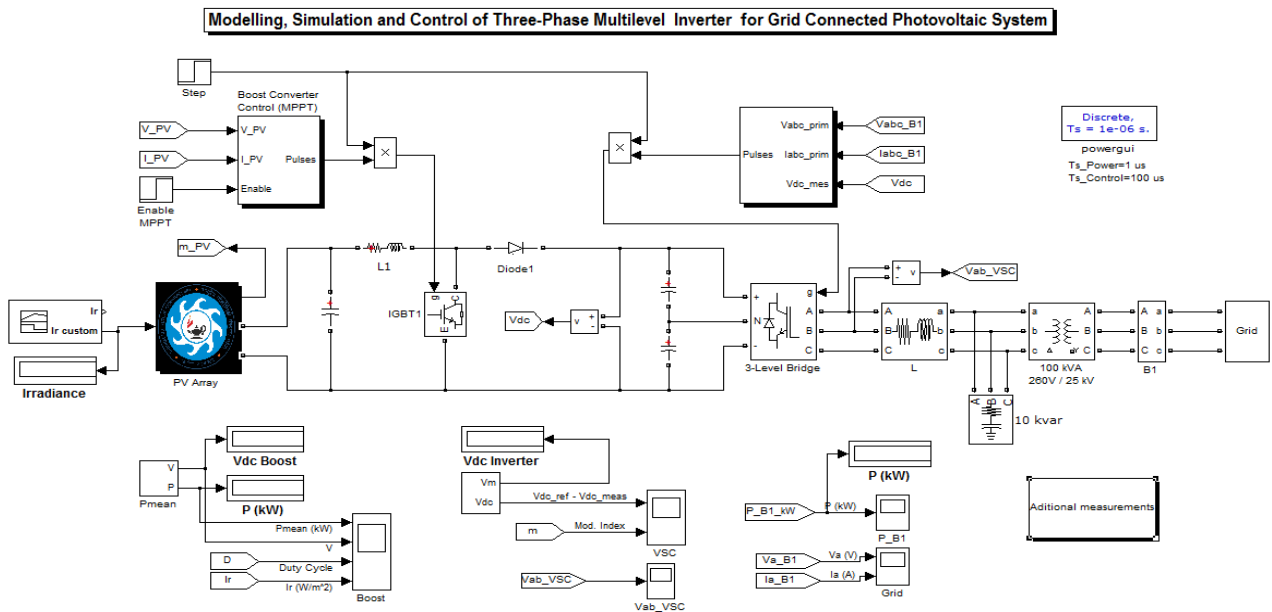 Modelling, Simulation and Control of Three-Phase Multilevel Inverter for Grid Connected Photovoltaic System
Step
Boost Converter
Control (MPPT)
V_PV
V_PV
I_PV
I_PV
Pulses
Enable
Enable
MPPT
×
×
Vabc_prim
Vabc_B1
Pulses
Iabc_prim
Iabc_B1
Vdc_mes
Vdc
Discrete,
Ts = 1e-06 s.
powergui
Ts_Power=1 us
Ts_Control=100 us
m_PV
L1
Diode1
+
-
v
Vab_VSC
Ir
Ir custom
Irradiance
PV Array
g
C
E
IGBT1
Vdc
v
+
-
g
+
N
-
A
B
C
3-Level Bridge
A
B
C
a
b
c
L
a
b
c
A
B
C
Δ
Y
100 kVA
260V / 25 kV
A
B
C
a
b
c
B1
Grid
A
B
C
10 kvar
V
P
Pmean
Vdc Boost
P (kW)
Pmean (kW)
V
D
Duty Cycle
Ir
Ir (W/m^2)
Boost
Vdc Inverter
Vm
Vdc
Vdc_ref - Vdc_meas
m
Mod. Index
VSC
Vab_VSC
Vab_VSC
P (kW)
P_B1_kW
P (kW)
P_B1
Va_B1
Va (V)
Ia_B1
Ia (A)
Grid
Aditional measurements